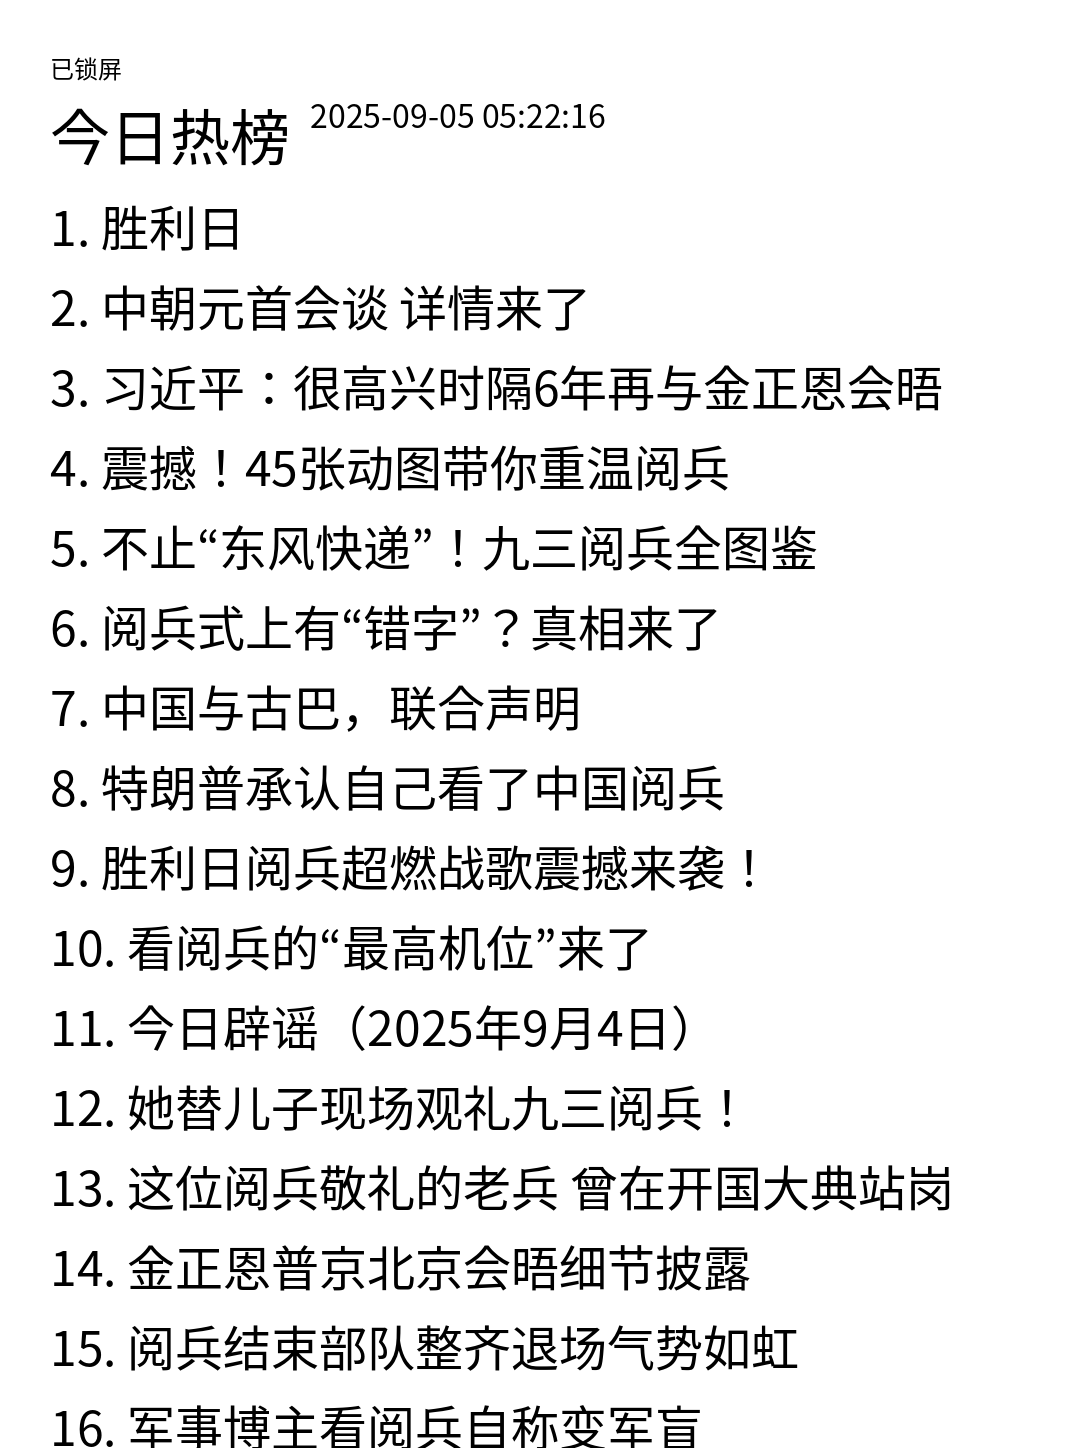 已锁屏
今日热榜 2025-09-05 05:22:16
1. 胜利日
2. 中朝元首会谈 详情来了
3. 习近平：很高兴时隔6年再与金正恩会晤
4. 震撼！45张动图带你重温阅兵
5. 不止“东风快递”！九三阅兵全图鉴
6. 阅兵式上有“错字”？真相来了
7. 中国与古巴，联合声明
8. 特朗普承认自己看了中国阅兵
9. 胜利日阅兵超燃战歌震撼来袭！
10. 看阅兵的“最高机位”来了
11. 今日辟谣（2025年9月4日）
12. 她替儿子现场观礼九三阅兵！
13. 这位阅兵敬礼的老兵 曾在开国大典站岗
14. 金正恩普京北京会晤细节披露
15. 阅兵结束部队整齐退场气势如虹
16. 军事博主看阅兵自称变军盲